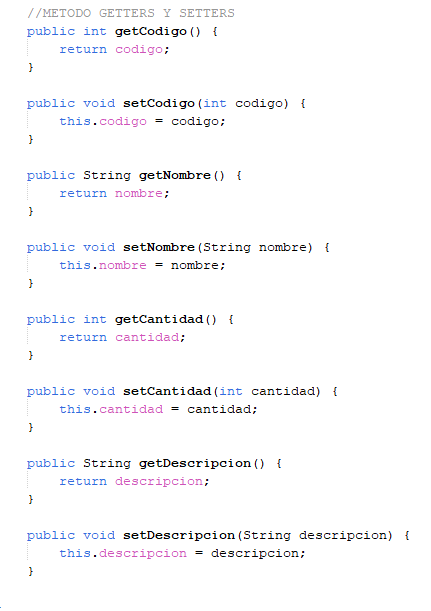 //METODO GETTERS Y SETTERS
public int getCodigo() {
    return codigo;
}

public void setCodigo(int codigo) {
    this.codigo = codigo;
}

public String getNombre() {
    return nombre;
}

public void setNombre(String nombre) {
    this.nombre = nombre;
}

public int getCantidad() {
    return cantidad;
}

public void setCantidad(int cantidad) {
    this.cantidad = cantidad;
}

public String getDescripcion() {
    return descripcion;
}

public void setDescripcion(String descripcion) {
    this.descripcion = descripcion;
}